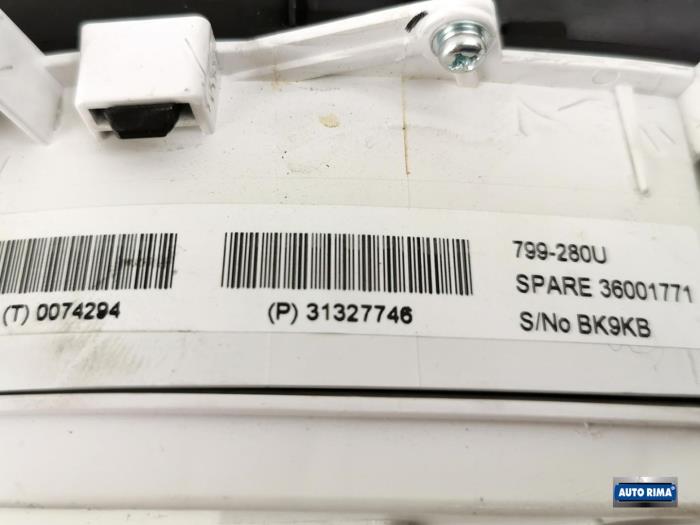 799-280U
SPARE 36001771
(T) 0074294
(P) 31327746
S/No BK9KB
AUTO RIMA®